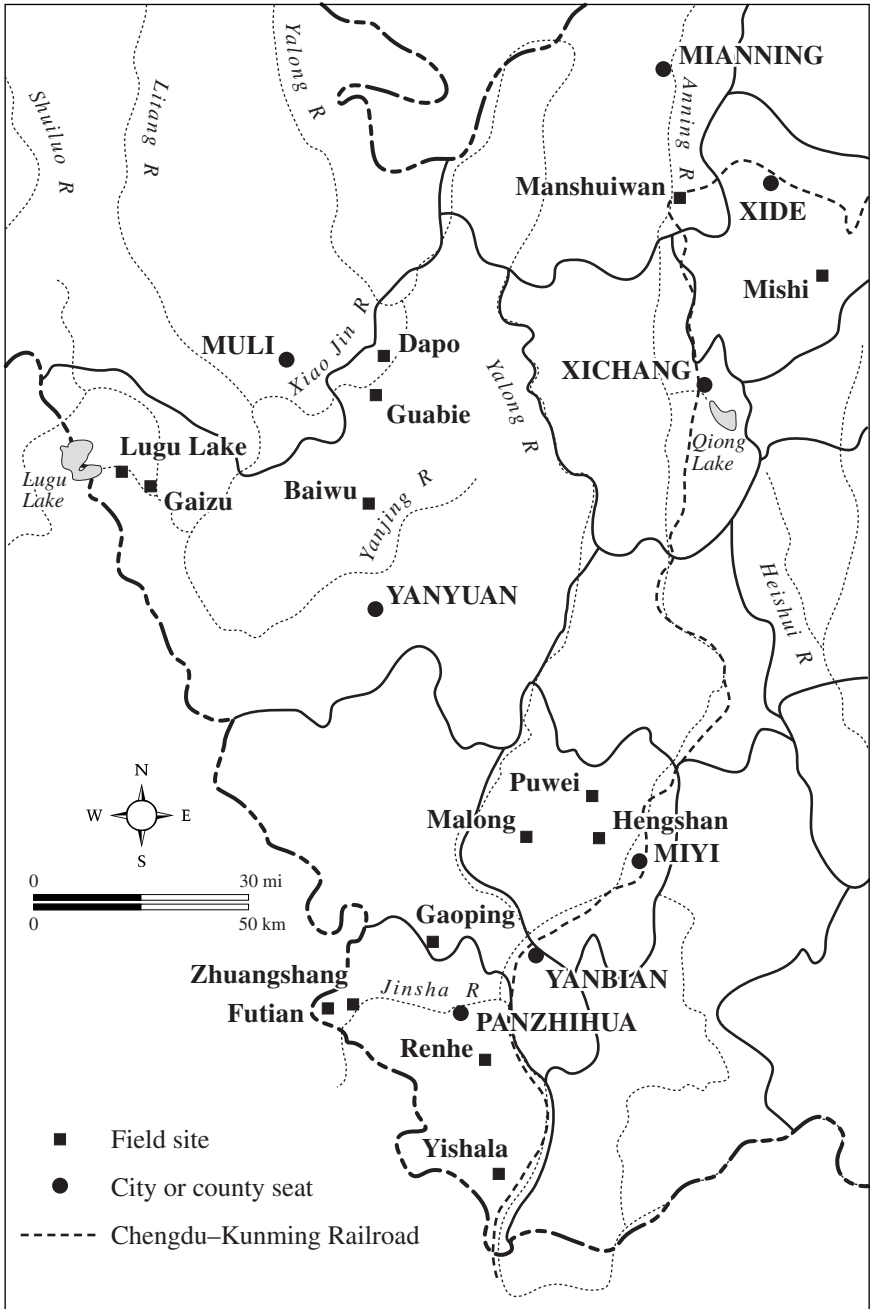 Yalong R
MIANNING
Shuiluo R
Litang R
Anning R
Manshuiwan
XIDE
Mishi
MULI
Xiao Jin R
Dapo
XICHANG
Guabie
Yalong R
Qiong
Lake
Lugu Lake
Lugu
Lake
Gaizu
Baiwu
Yanjing R
YANYUAN
Heishui R
N
W E
S
Puwei
Malong
Hengshan
MIYI
0 30 mi
0 50 km
Gaoping
YANBIAN
Zhuangshang
Jinsha R
Futian
PANZHIHUA
Renhe
Yishala
Field site
City or county seat
Chengdu–Kunming Railroad